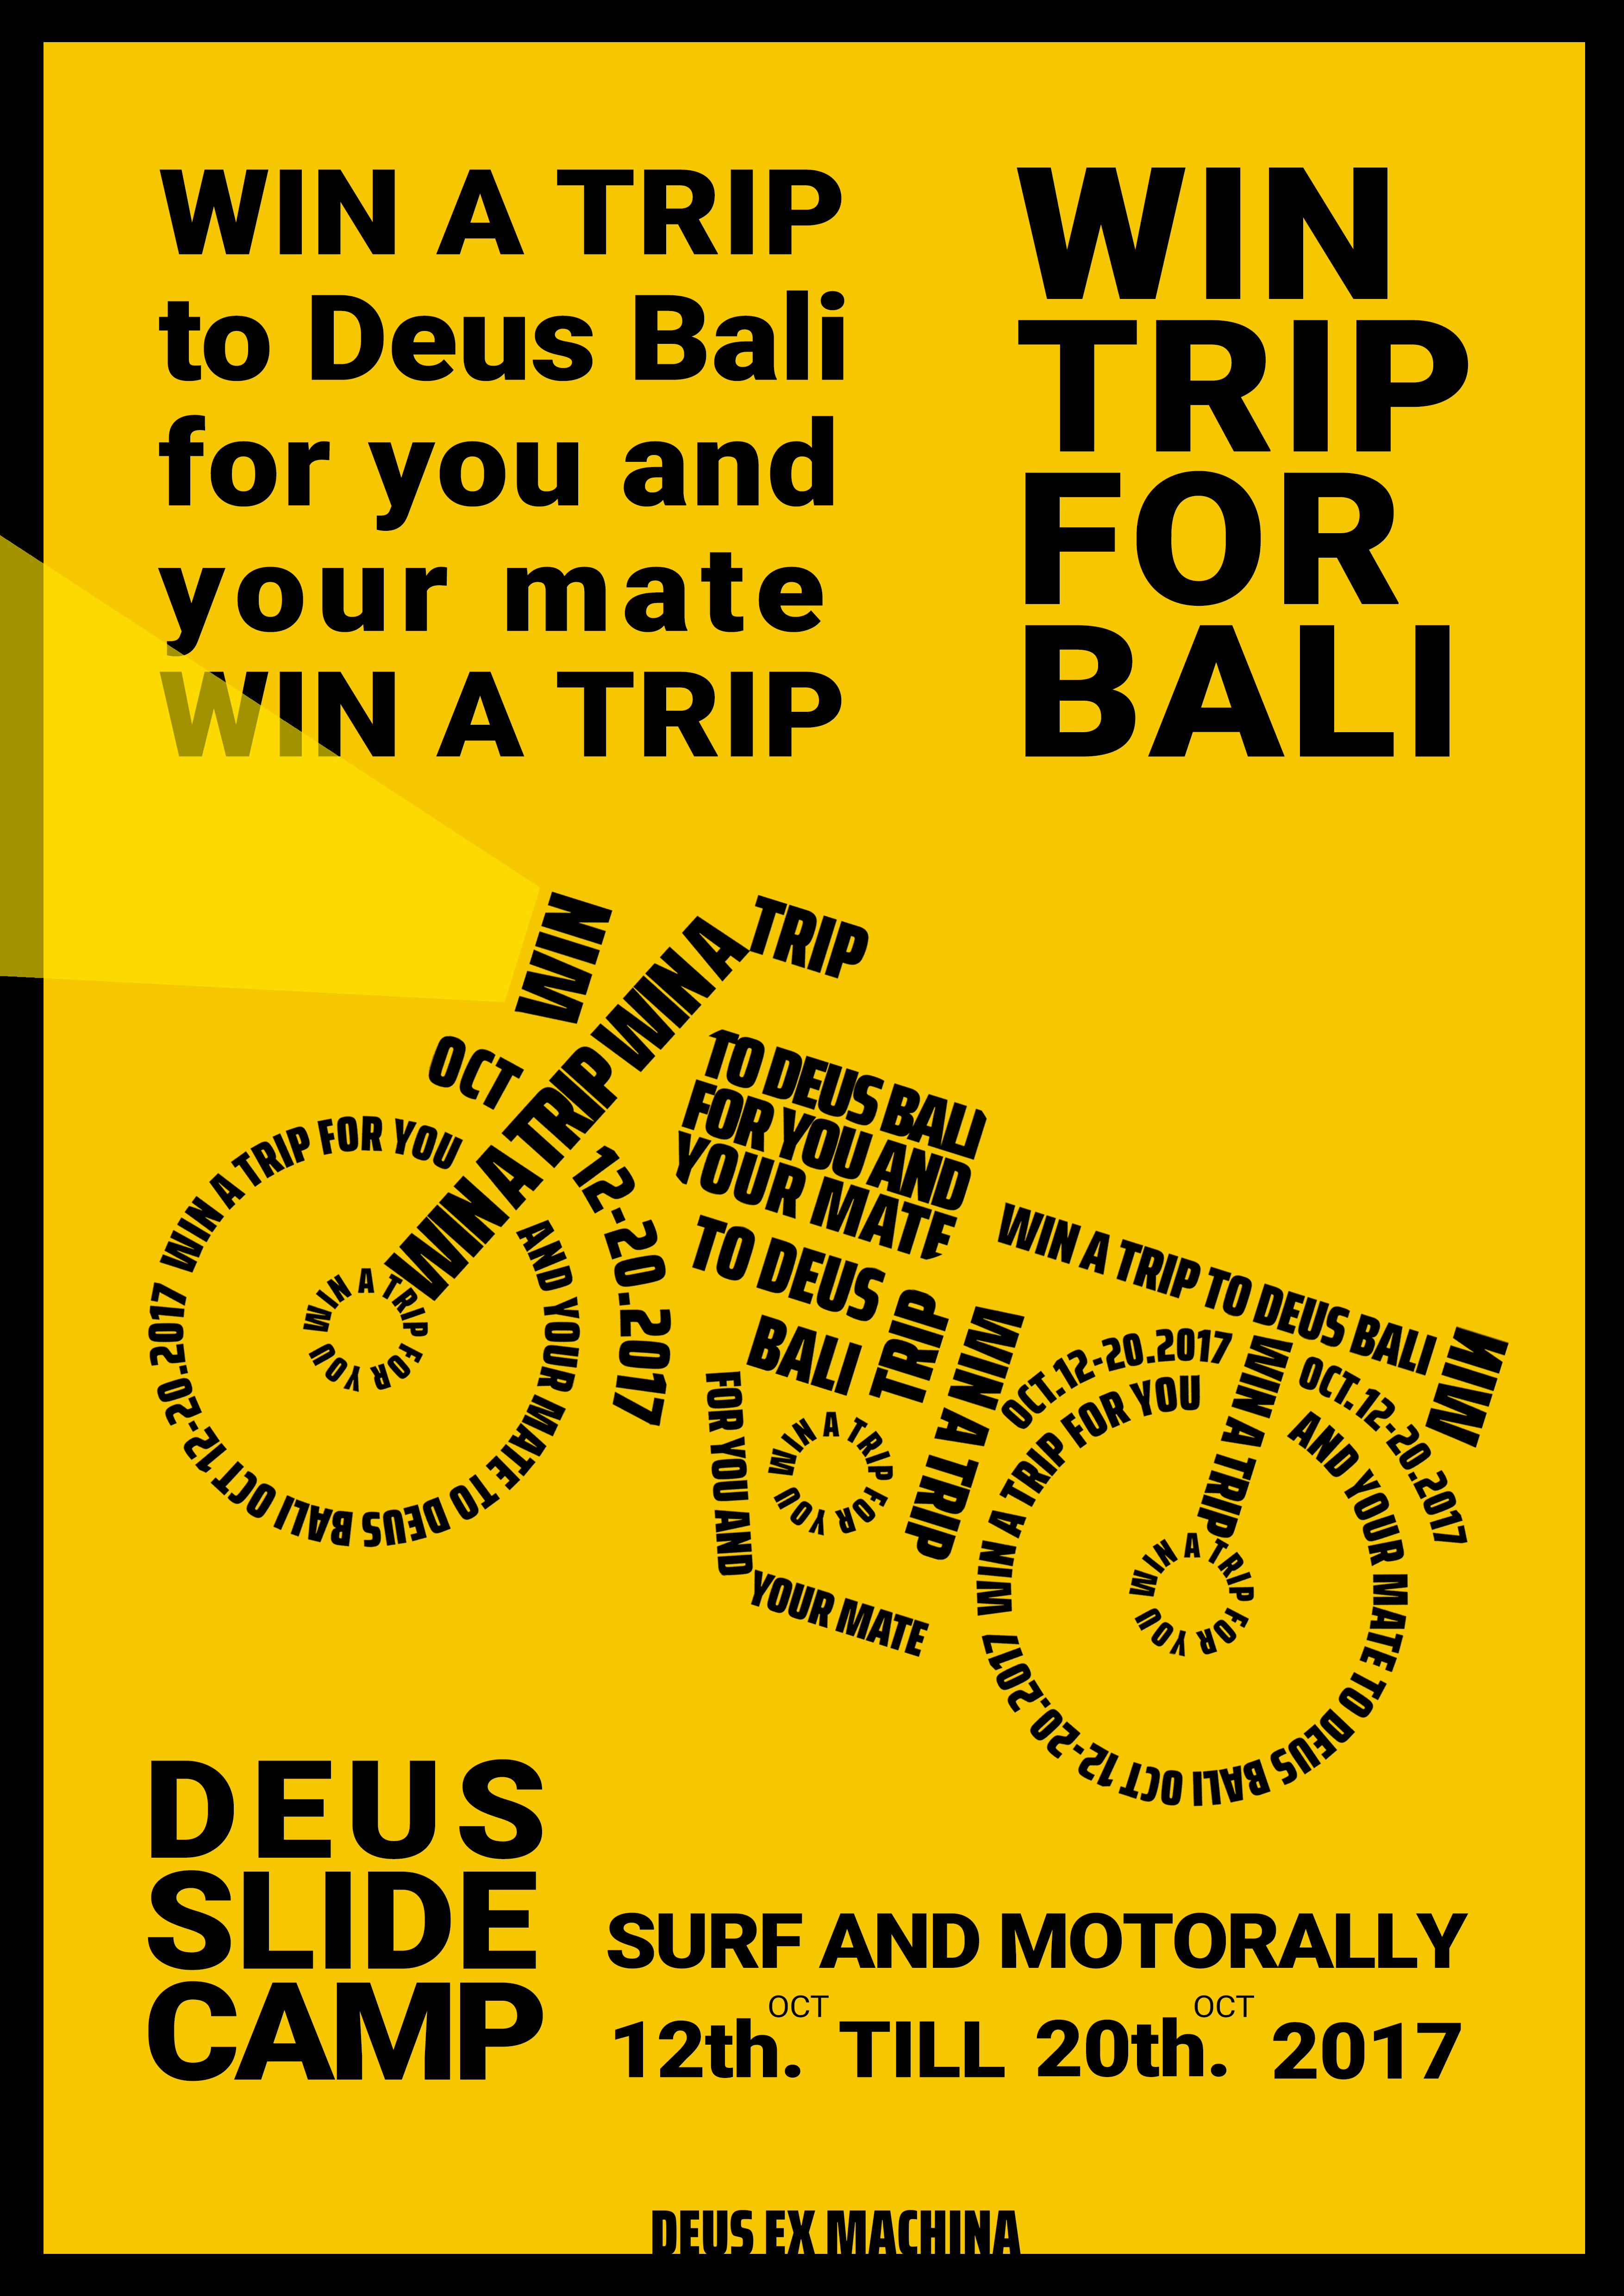 WIN A TRIP
to Deus Bali
for you and
your mate
WIN A TRIP
WIN
TRIP
FOR
BALI
WIN
WIN A TRIP WIN A
TRIP
OCT
12-20.2017
WIN A TRIP FOR YOU
AND YOUR MATE TO DEUS BALI OCT 12-20.2017
WIN A TRIP FOR YOU
TO DEUS BALI
FOR YOU AND
YOUR MATE
TO DEUS
BALI
TRIP
WIN A TRIP
FOR YOU AND
YOUR MATE
WIN A TRIP FOR YOU
WIN A TRIP TO DEUS BALI
WIN
OCT.12-20.2017
OCT.12-20.2017
WIN A TRIP
WIN A TRIP FOR YOU
AND YOUR MATE TO DEUS BALI OCT 12-20.2017
WIN A TRIP FOR YOU
DEUS
SLIDE
CAMP
SURF AND MOTORALLY
12th. OCT TILL 20th. OCT 2017
DEUS EX MACHINA